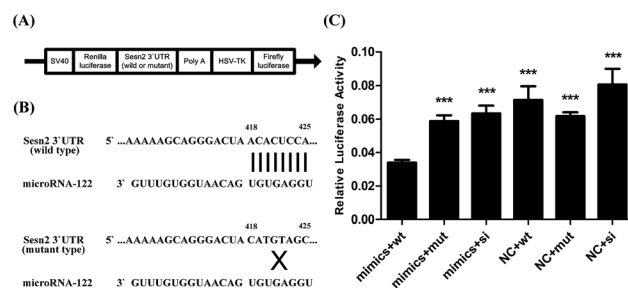 (A)
SV40
Renilla
luciferase
Sesn2 3`UTR
(wild or mutant)
Poly A
HSV-TK
Firefly
luciferase
(B)
418 425
Sesn2 3`UTR 5` ...AAAAAGCAGGGACUA ACACUCCA...
(wild type)
microRNA-122 3` GUUUGUGGUAACAG UGUGAGGU
418 425
Sesn2 3`UTR 5` ...AAAAAGCAGGGACUA CATGTAGC...
(mutant type)
X
microRNA-122 3` GUUUGUGGUAACAG UGUGAGGU
(C)
Relative Luciferase Activity
0.10
0.08
0.06
0.04
0.02
0.00
***
***
***
***
***
mimics+wt
mimics+mut
mimics+si
NC+wt
NC+mut
NC+si